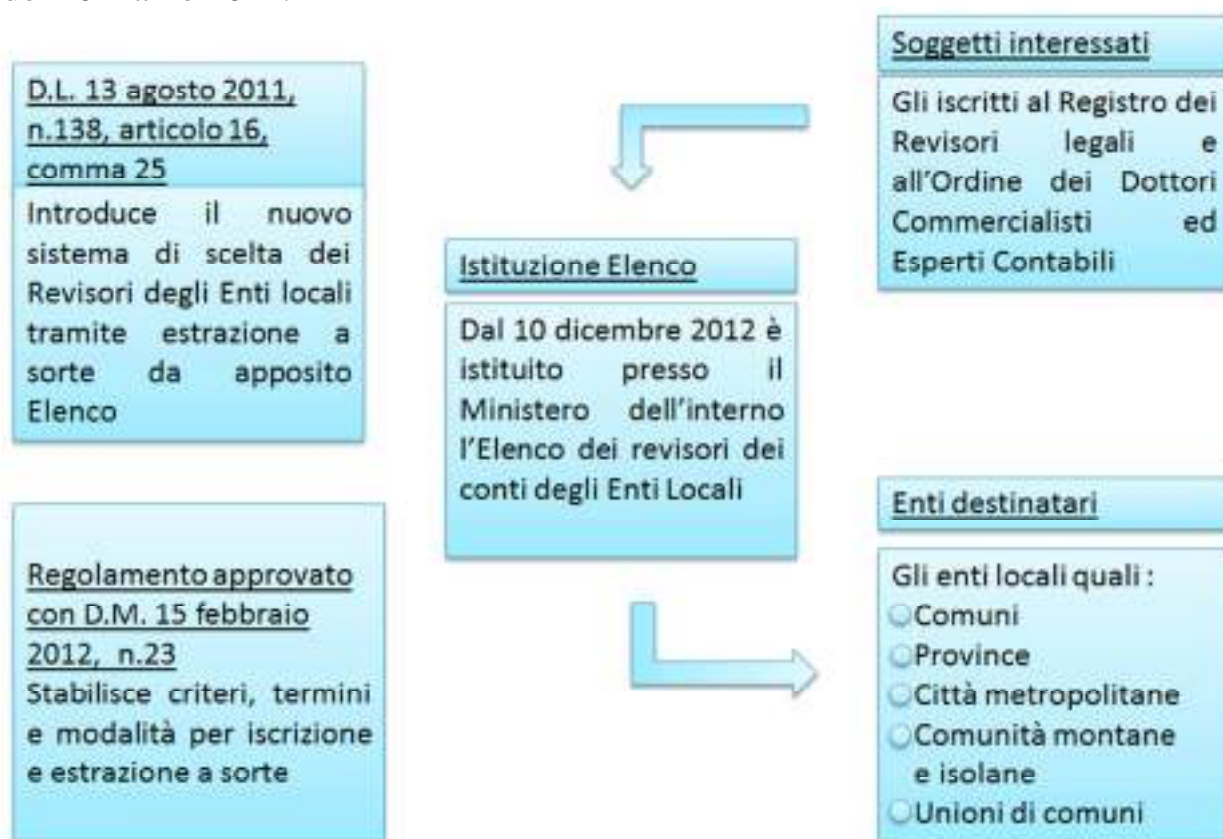 D.L. 13 agosto 2011,
n.138, articolo 16,
comma 25
Introduce il nuovo
sistema di scelta dei
Revisori degli Enti locali
tramite estrazione a
sorte da apposito
Elenco
Regolamento approvato
con D.M. 15 febbraio
2012, n.23
Stabilisce criteri, termini
e modalità per iscrizione
e estrazione a sorte
Istituzione Elenco
Dal 10 dicembre 2012 è
istituito presso il
Ministero dell'interno
l'Elenco dei revisori dei
conti degli Enti Locali
Soggetti interessati
Gli iscritti al Registro dei
Revisori legali e
all'Ordine dei Dottori
Commercialisti ed
Esperti Contabili
Enti destinatari
Gli enti locali quali :
Comuni
Province
Città metropolitane
Comunità montane
e isolane
Unioni di comuni